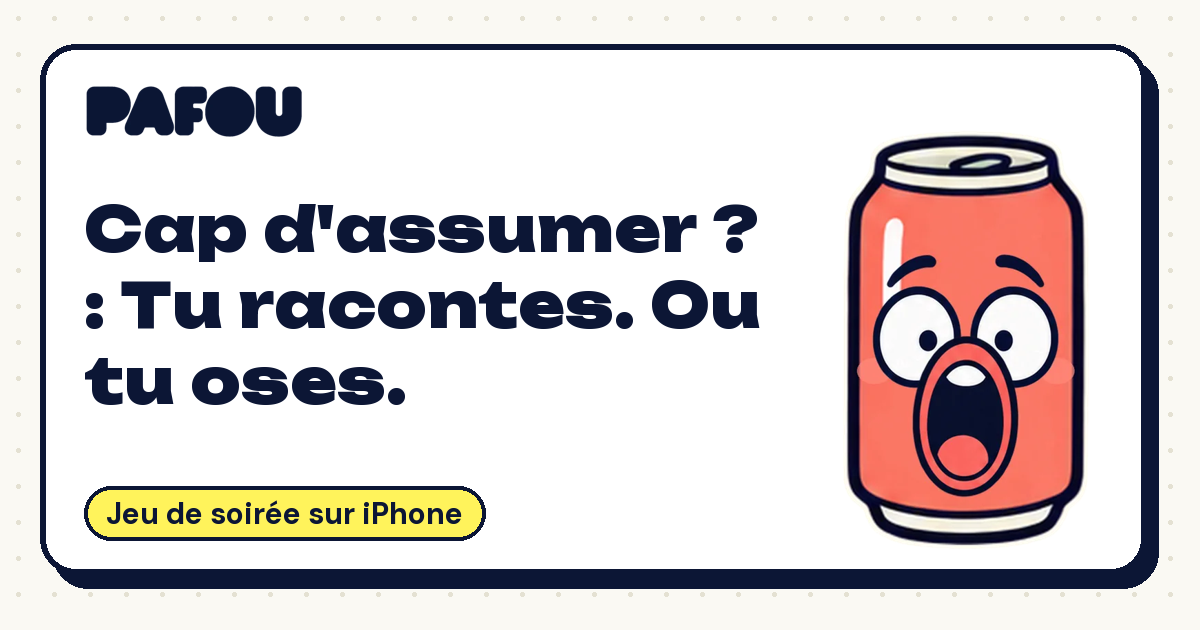 PAFOU
Cap d'assumer ?
: Tu racontes. Ou
tu oses.
Jeu de soirée sur iPhone